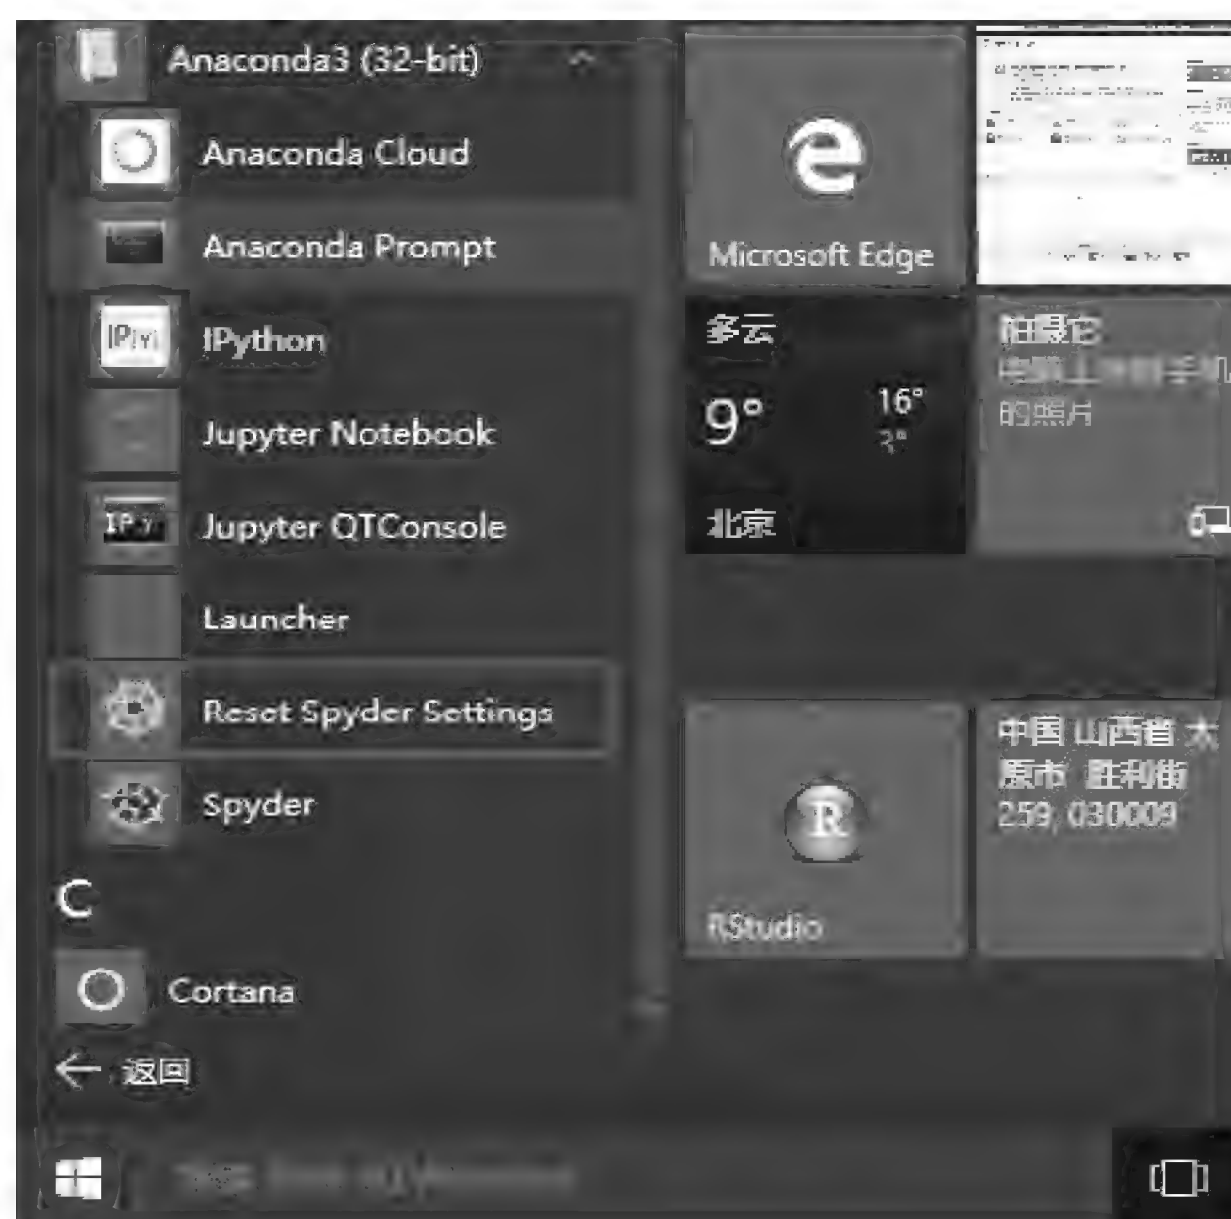 Anaconda3 (32-bit)
Anaconda Cloud
Anaconda Prompt
IPython
Jupyter Notebook
Jupyter QTConsole
Launcher
Reset Spyder Settings
Spyder
C
Cortana
返回
Microsoft Edge
多云
9°
16°
3°
北京
的照片
RStudio
R
中国 山西省 太
原市 胜利街
259, 030009